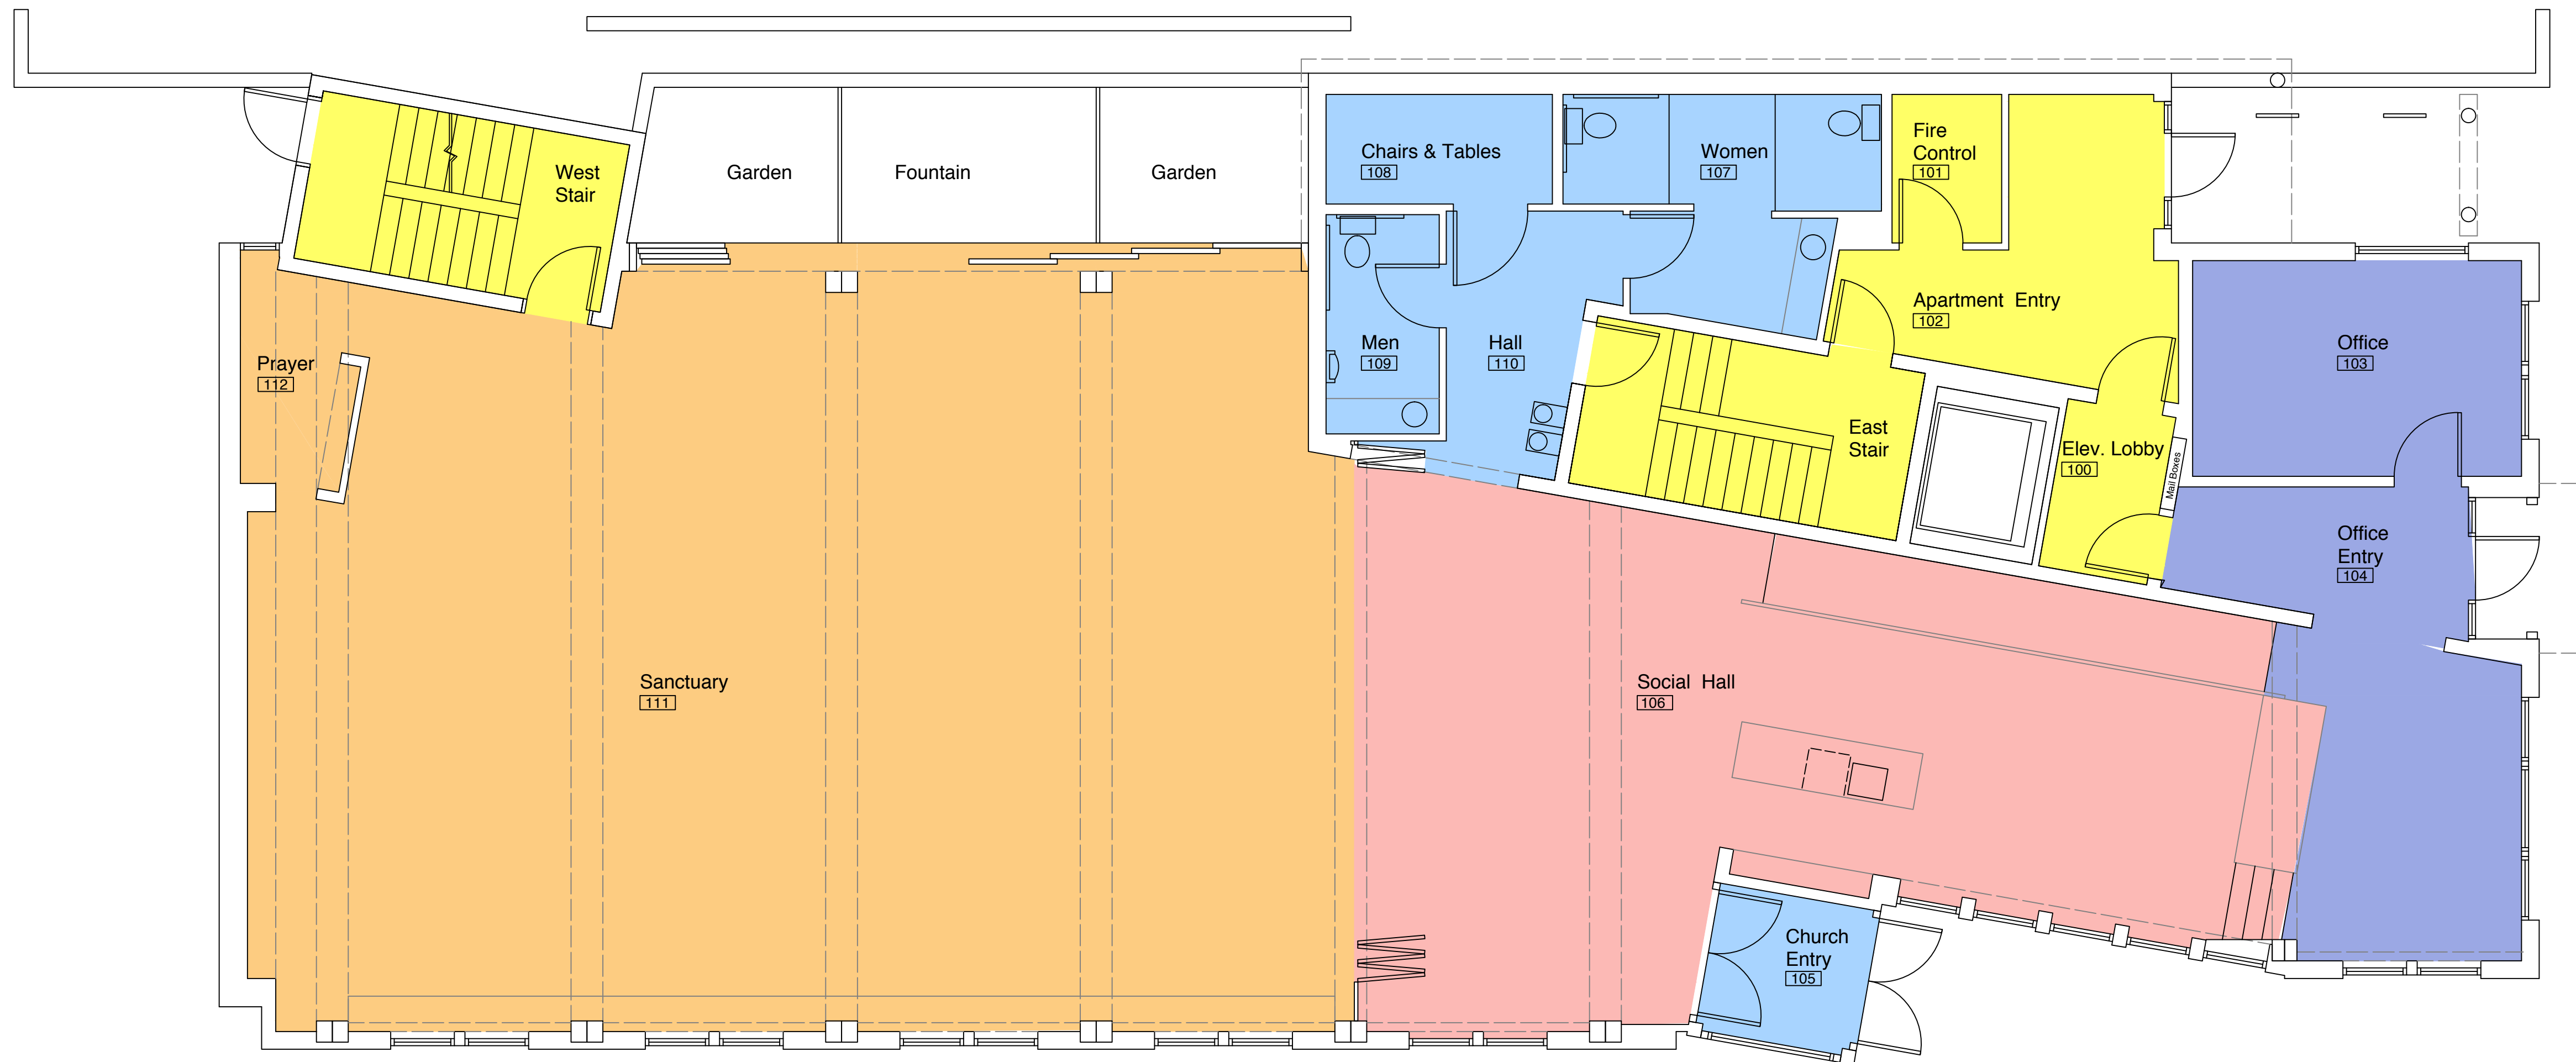 West
Stair
Garden
Fountain
Garden
Chairs & Tables
108
Women
107
Fire
Control
101
Prayer
112
Men
109
Hall
110
Apartment Entry
102
Office
103
East
Stair
Elev. Lobby
100
Mail Boxes
Office
Entry
104
Sanctuary
111
Social Hall
106
Church
Entry
105